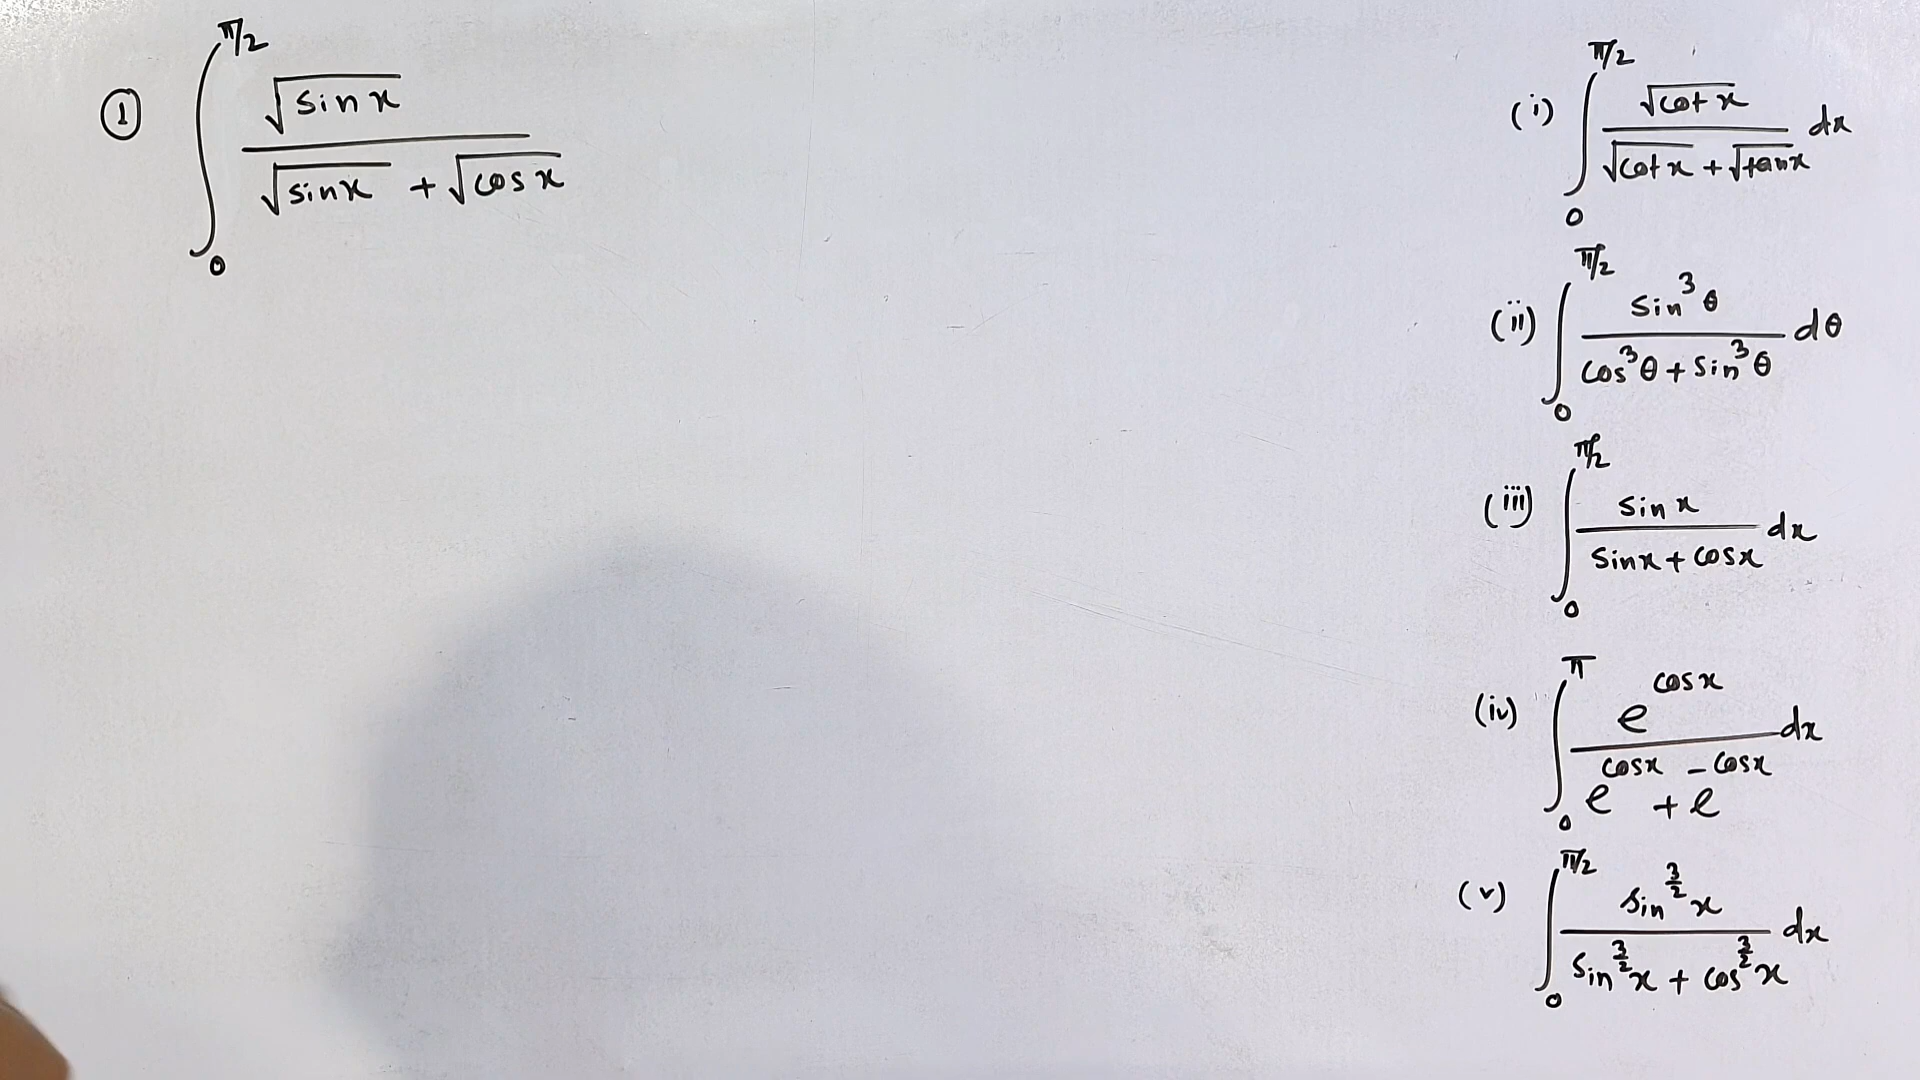 ① ∫₀^{π/2} √sin x / (√sin x + √cos x)
(i) ∫₀^{π/2} √cot x / (√cot x + √tan x) dx
(ii) ∫₀^{π/2} sin³θ / (cos³θ + sin³θ) dθ
(iii) ∫₀^{π/2} sin x / (sin x + cos x) dx
(iv) ∫₀^{π} e^{cos x} / (e^{cos x} + e^{-cos x}) dx
(v) ∫₀^{π/2} sin^{3/2} x / (sin^{3/2} x + cos^{3/2} x) dx